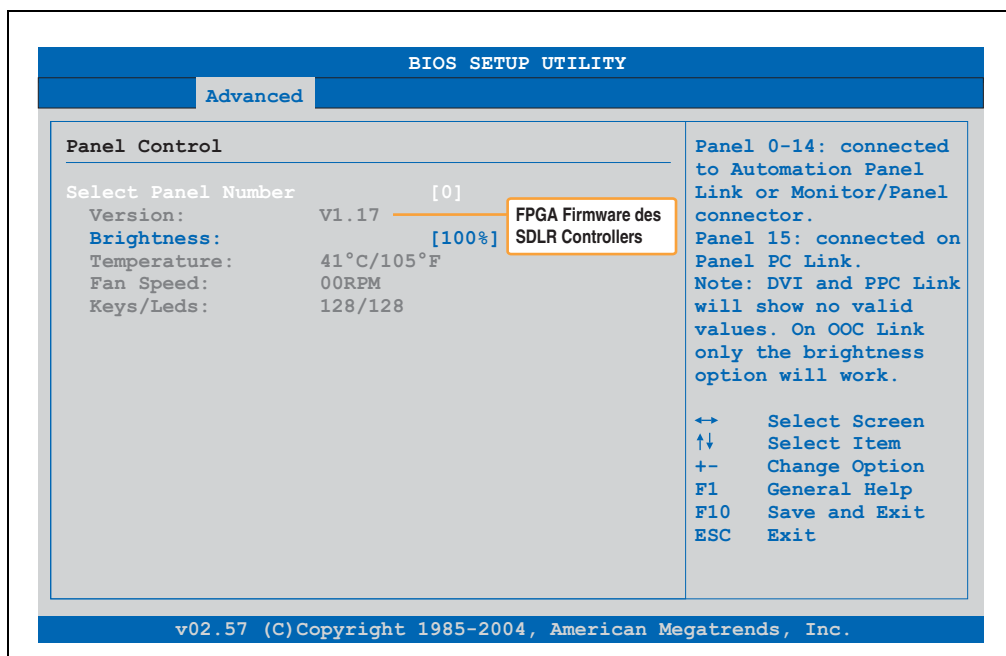 BIOS SETUP UTILITY
Advanced
Panel Control
Select Panel Number [0]
Version: V1.17
FPGA Firmware des
SDLR Controllers
Brightness: [100%]
Temperature: 41°C/105°F
Fan Speed: 00RPM
Keys/Leds: 128/128
Panel 0-14: connected
to Automation Panel
Link or Monitor/Panel
connector.
Panel 15: connected on
Panel PC Link.
Note: DVI and PPC Link
will show no valid
values. On OOC Link
only the brightness
option will work.
↔ Select Screen
↑↓ Select Item
+- Change Option
F1 General Help
F10 Save and Exit
ESC Exit
v02.57 (C)Copyright 1985-2004, American Megatrends, Inc.